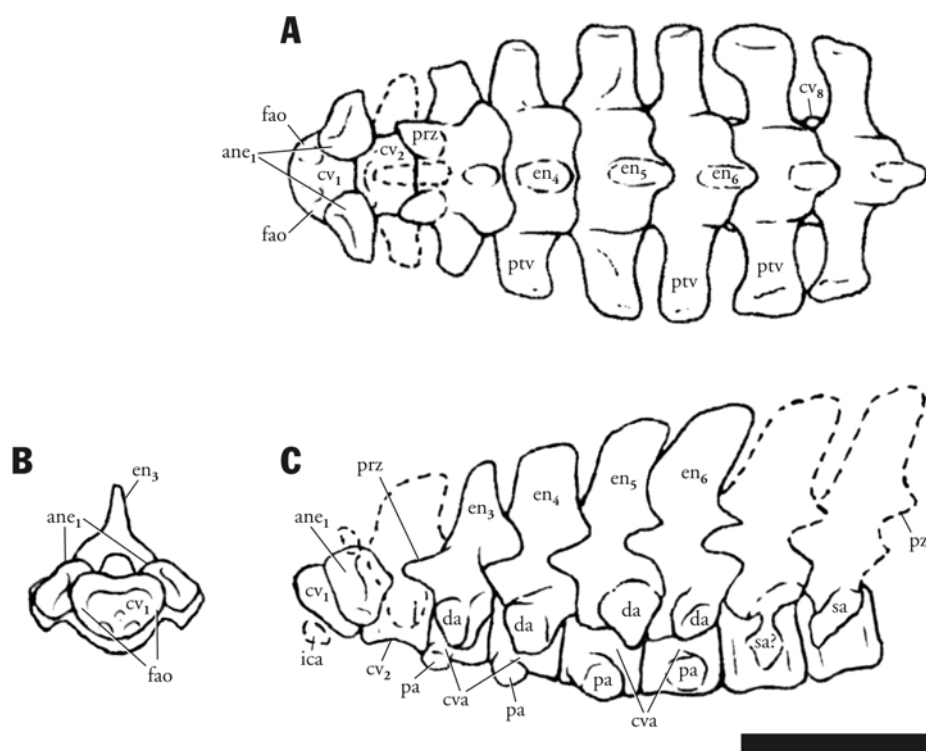 A
fao
ane₁
cv₁
fao
cv₂
prz
en₄
en₅
en₆
cv₈
ptv
ptv
ptv
B
en₃
ane₁
cv₁
fao
C
prz
ane₁
cv₁
ica
cv₂
en₃
en₄
en₅
en₆
pz
da
da
da
da
sa?
sa
pa
pa
pa
pa
cva
cva